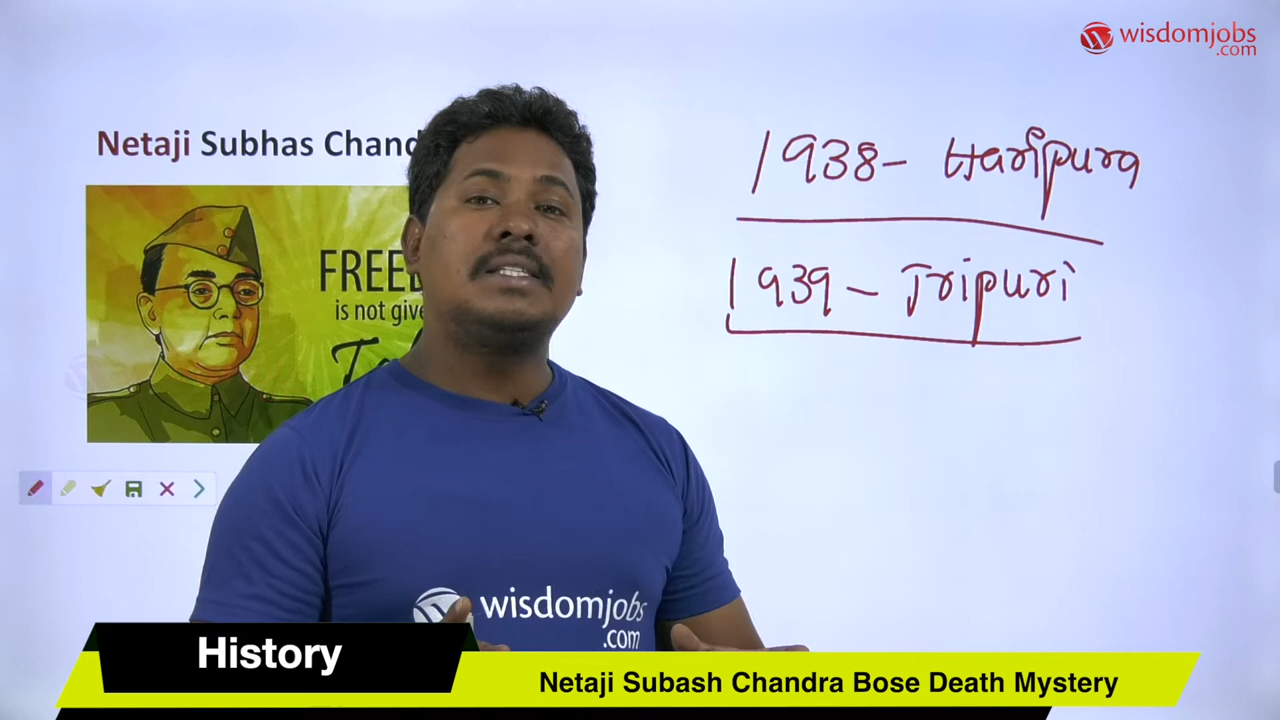 wisdomjobs
.com
Netaji Subhas Chand
1938- Haripura
FREE
is not give
1939- Tripuri
wisdomjobs
.com
History
Netaji Subash Chandra Bose Death Mystery